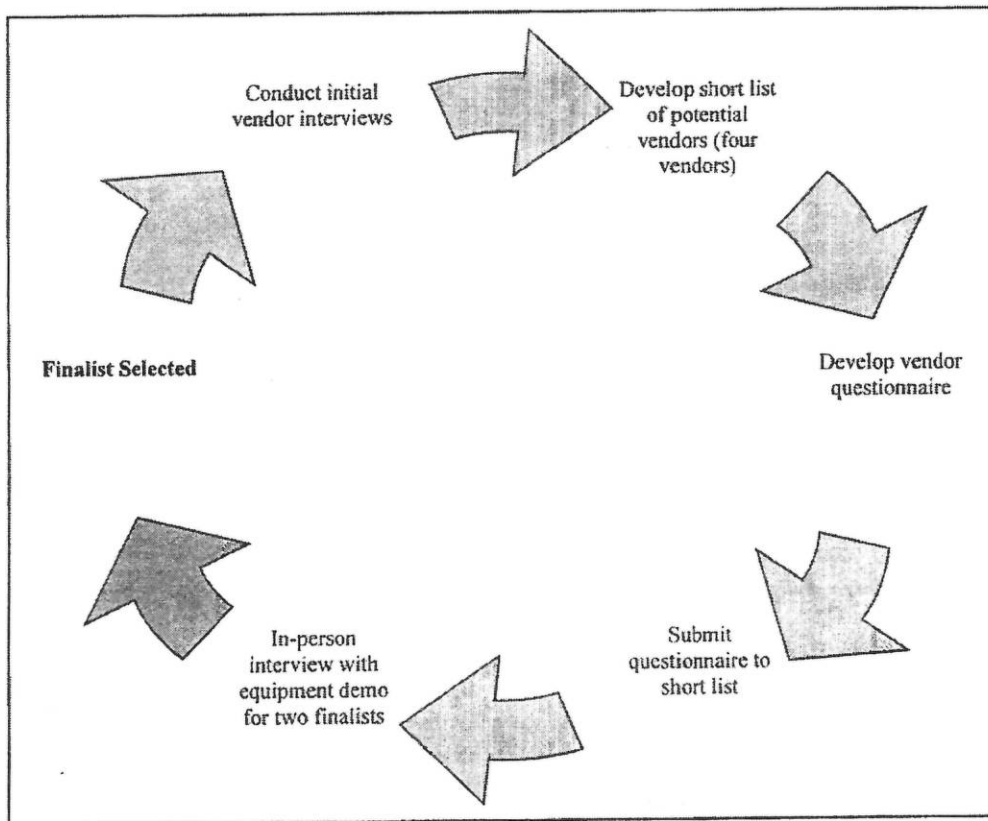 Conduct initial
vendor interviews
Develop short list
of potential
vendors (four
vendors)
Develop vendor
questionnaire
Submit
questionnaire to
short list
In-person
interview with
equipment demo
for two finalists
Finalist Selected